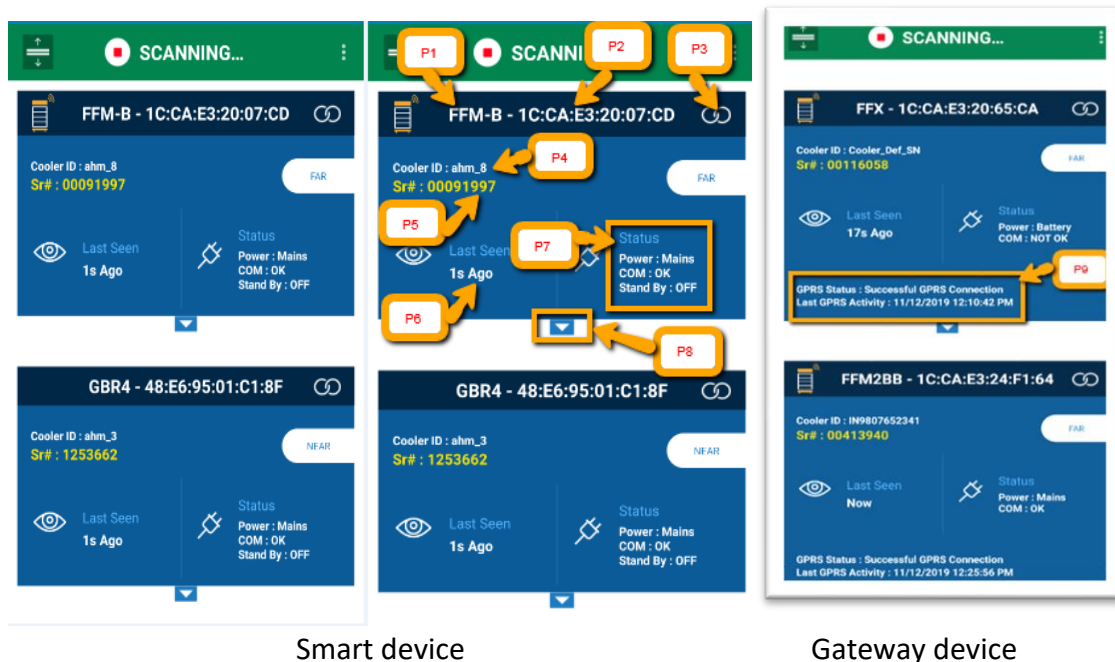 SCANNING...
FFM-B - 1C:CA:E3:20:07:CD
Cooler ID : ahm_8
Sr# : 00091997
FAR
Last Seen
1s Ago
Status
Power : Mains
COM : OK
Stand By : OFF
GBR4 - 48:E6:95:01:C1:8F
Cooler ID : ahm_3
Sr# : 1253662
NEAR
Last Seen
1s Ago
Status
Power : Mains
COM : OK
Stand By : OFF
P1
SCANNI
P2
P3
FFM-B - 1C:CA:E3:20:07:CD
Cooler ID : ahm_8
P4
Sr# : 00091997
FAR
P5
Last Seen
1s Ago
P6
P7
Status
Power : Mains
COM : OK
Stand By : OFF
P8
GBR4 - 48:E6:95:01:C1:8F
Cooler ID : ahm_3
Sr# : 1253662
NEAR
Last Seen
1s Ago
Status
Power : Mains
COM : OK
Stand By : OFF
SCANNING...
FFX - 1C:CA:E3:20:65:CA
Cooler ID : Cooler_Def_SN
Sr# : 00116058
FAR
Last Seen
17s Ago
Status
Power : Battery
COM : NOT OK
P9
GPRS Status : Successful GPRS Connection
Last GPRS Activity : 11/12/2019 12:10:42 PM
FFM2BB - 1C:CA:E3:24:F1:64
Cooler ID : IN9807652341
Sr# : 00413940
FAR
Last Seen
Now
Status
Power : Mains
COM : OK
GPRS Status : Successful GPRS Connection
Last GPRS Activity : 11/12/2019 12:25:56 PM
Smart device
Gateway device